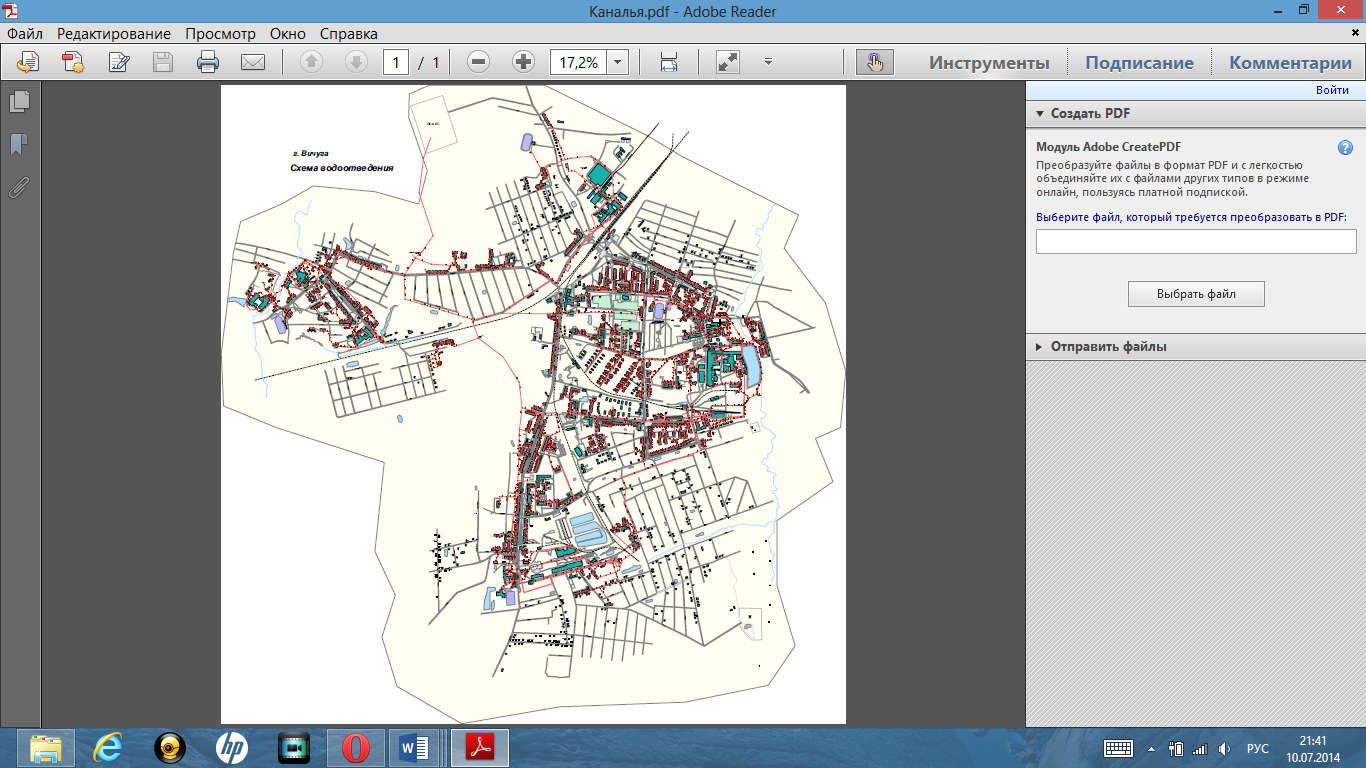 Каналья.pdf - Adobe Reader
Файл Редактирование Просмотр Окно Справка
1 / 1 17,2% Инструменты Подписание Комментарии
Войти
Создать PDF
Модуль Adobe CreatePDF
Преобразуйте файлы в формат PDF и с легкостью
объединяйте их с файлами других типов в режиме
онлайн, пользуясь платной подпиской.
Выберите файл, который требуется преобразовать в PDF:
Выбрать файл
Отправить файлы
г. Вичуга
Схема водоотведения
РУС
21:41
10.07.2014